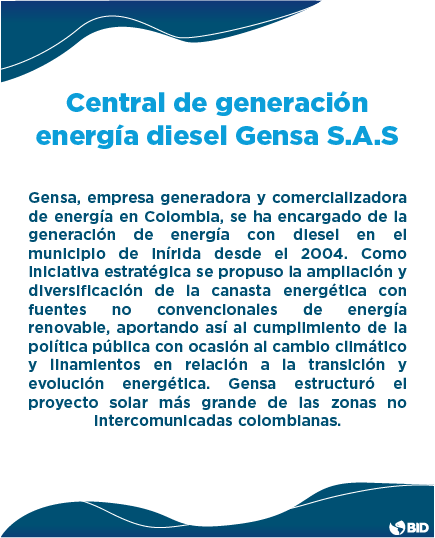 Central de generación
energía diesel Gensa S.A.S
Gensa, empresa generadora y comercializadora
de energía en Colombia, se ha encargado de la
generación de energía con diesel en el
municipio de Inírida desde el 2004. Como
iniciativa estratégica se propuso la ampliación y
diversificación de la canasta energética con
fuentes no convencionales de energía
renovable, aportando así al cumplimiento de la
política pública con ocasión al cambio climático
y linamientos en relación a la transición y
evolución energética. Gensa estructuró el
proyecto solar más grande de las zonas no
intercomunicadas colombianas.
BID